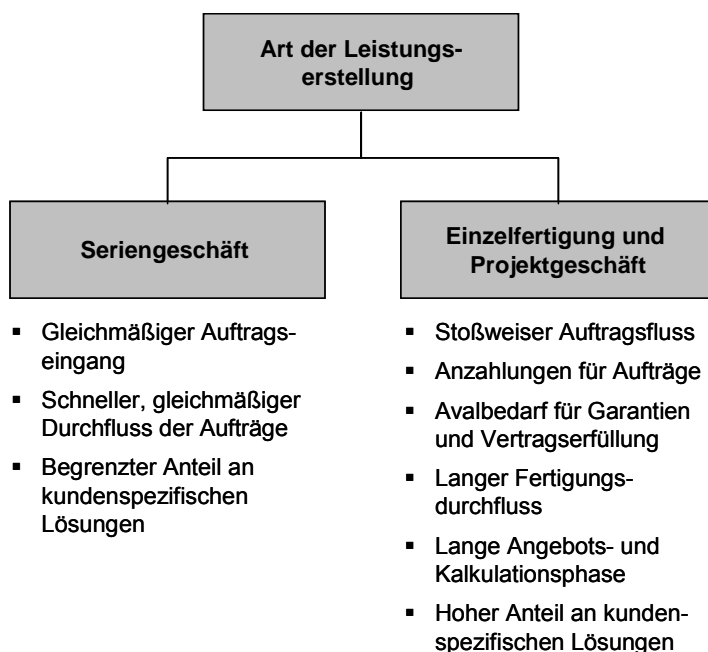 Art der Leistungs-
erstellung
Seriengeschäft
▪ Gleichmäßiger Auftrags-
eingang
▪ Schneller, gleichmäßiger
Durchfluss der Aufträge
▪ Begrenzter Anteil an
kundenspezifischen
Lösungen
Einzelfertigung und
Projektgeschäft
▪ Stoßweiser Auftragsfluss
▪ Anzahlungen für Aufträge
▪ Avalbedarf für Garantien
und Vertragserfüllung
▪ Langer Fertigungs-
durchfluss
▪ Lange Angebots- und
Kalkulationsphase
▪ Hoher Anteil an kunden-
spezifischen Lösungen